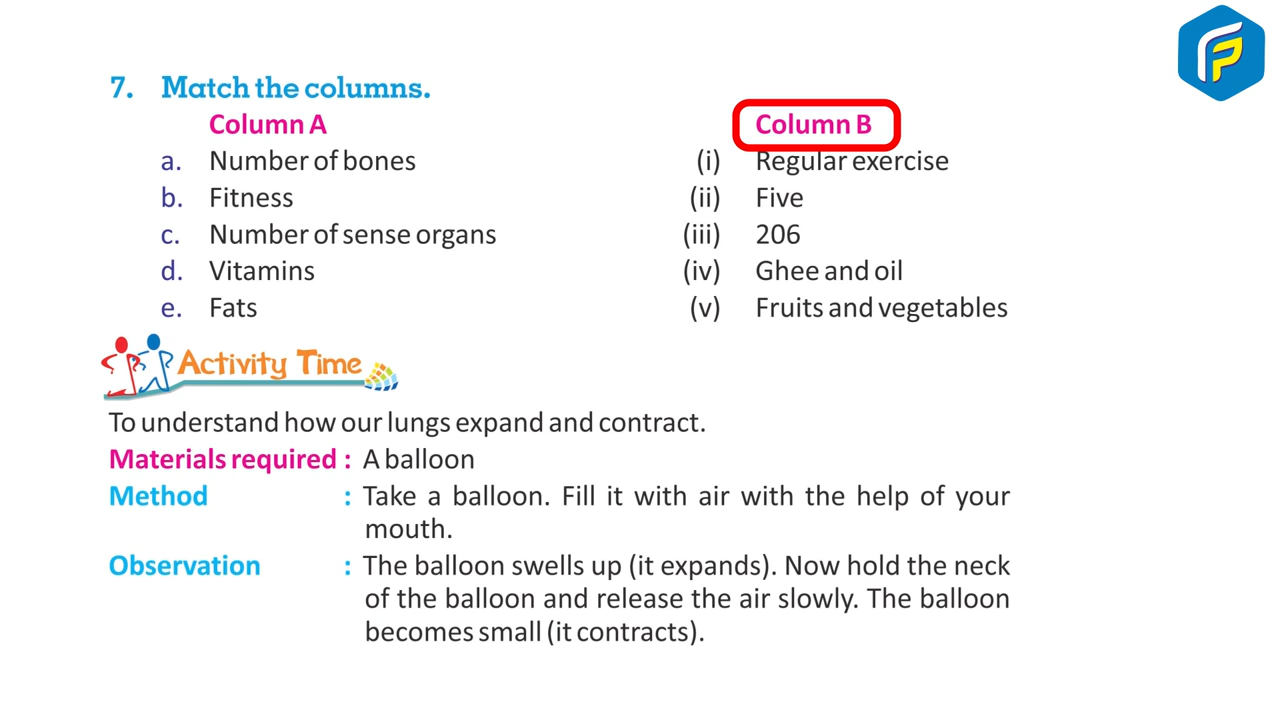 7. Match the columns.
Column A Column B
a. Number of bones (i) Regular exercise
b. Fitness (ii) Five
c. Number of sense organs (iii) 206
d. Vitamins (iv) Ghee and oil
e. Fats (v) Fruits and vegetables
Activity Time
To understand how our lungs expand and contract.
Materials required : A balloon
Method : Take a balloon. Fill it with air with the help of your
mouth.
Observation : The balloon swells up (it expands). Now hold the neck
of the balloon and release the air slowly. The balloon
becomes small (it contracts).